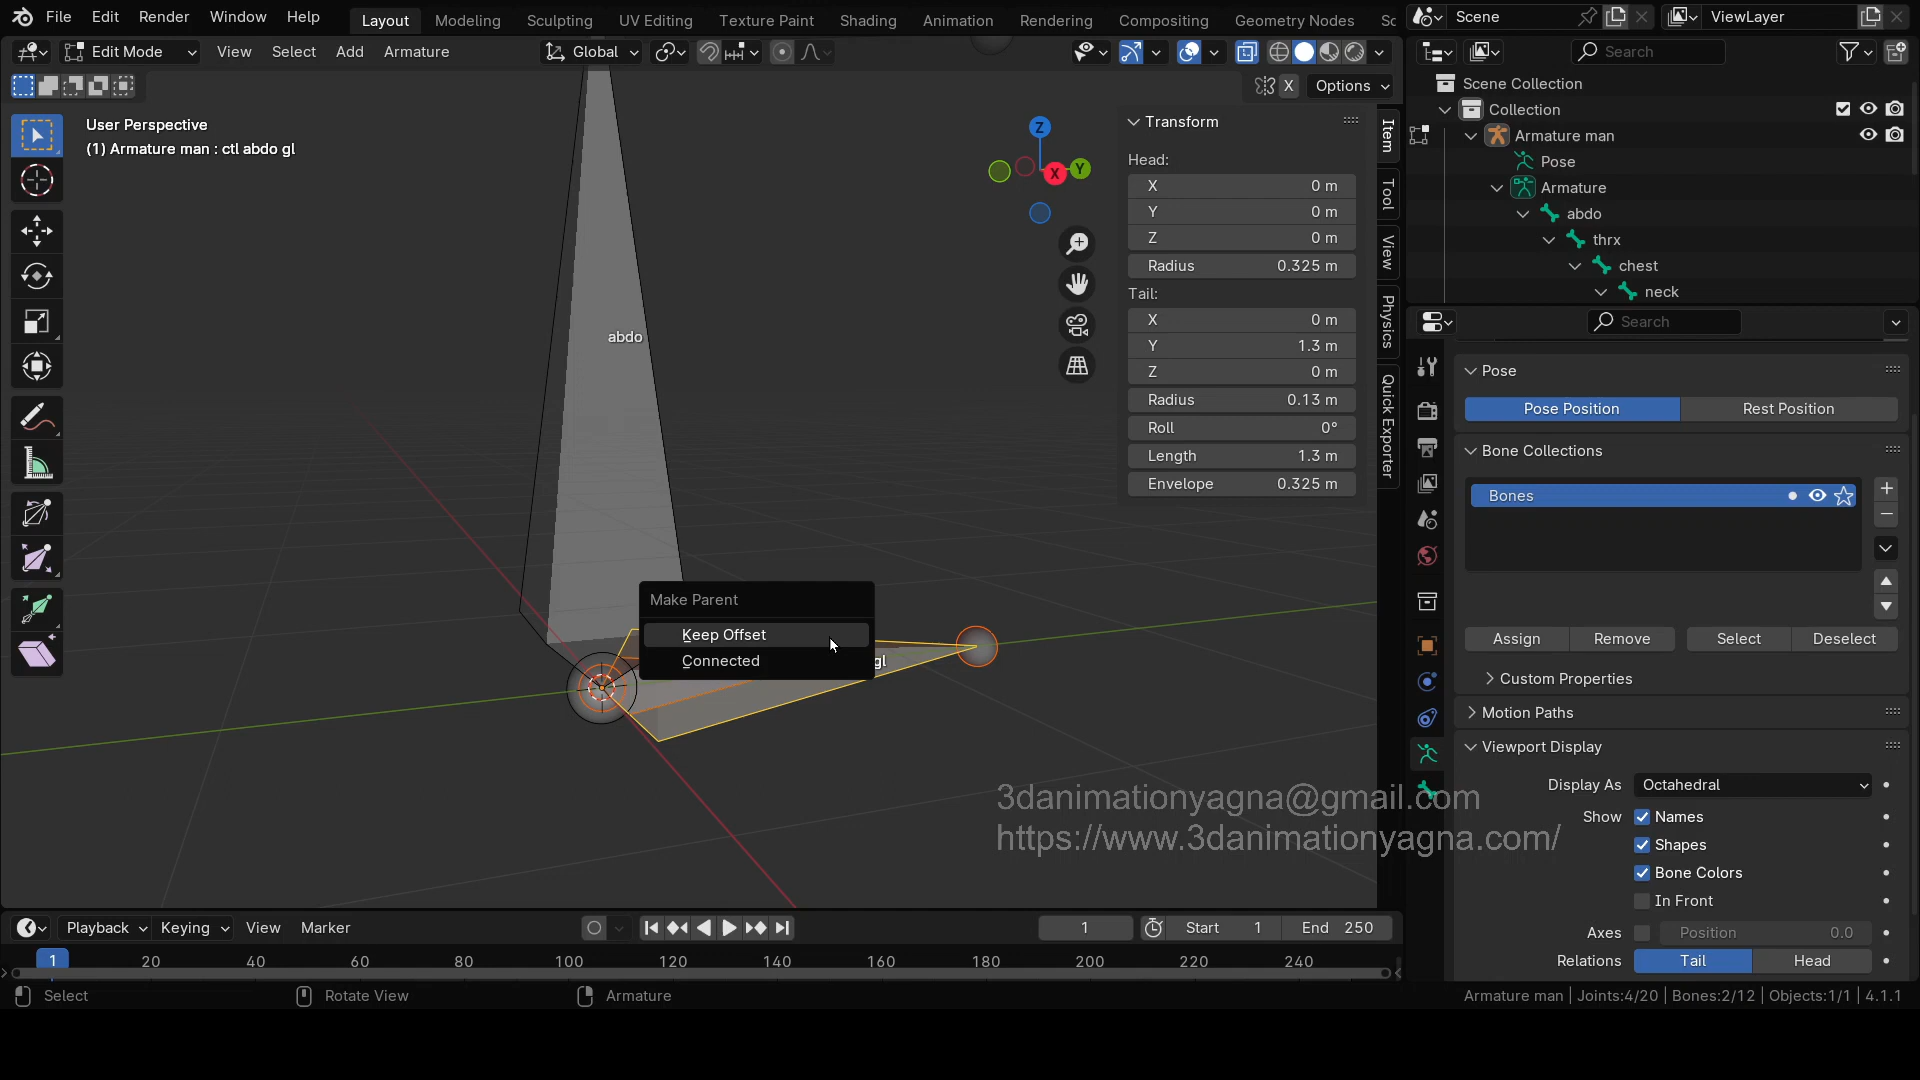 File Edit Render Window Help Layout Modeling Sculpting UV Editing Texture Paint Shading Animation Rendering Compositing Geometry Nodes Sc Scene ViewLayer
Edit Mode View Select Add Armature Global Search
X Options
User Perspective
(1) Armature man : ctl abdo gl
Z
Y
X
abdo
gl
Make Parent
Keep Offset
Connected
Transform
Head:
X 0 m
Y 0 m
Z 0 m
Radius 0.325 m
Tail:
X 0 m
Y 1.3 m
Z 0 m
Radius 0.13 m
Roll 0°
Length 1.3 m
Envelope 0.325 m
Item
Tool
View
Physics
Quick Exporter
Scene Collection
Collection
Armature man
Pose
Armature
abdo
thrx
chest
neck
Search
Pose
Pose Position Rest Position
Bone Collections
Bones
Assign Remove Select Deselect
Custom Properties
Motion Paths
Viewport Display
Display As Octahedral
Show Names
Shapes
Bone Colors
In Front
Axes Position 0.0
Relations Tail Head
3danimationyagna@gmail.com
https://www.3danimationyagna.com/
Playback Keying View Marker 1 Start 1 End 250
1 20 40 60 80 100 120 140 160 180 200 220 240
Select Rotate View Armature Armature man | Joints:4/20 | Bones:2/12 | Objects:1/1 | 4.1.1